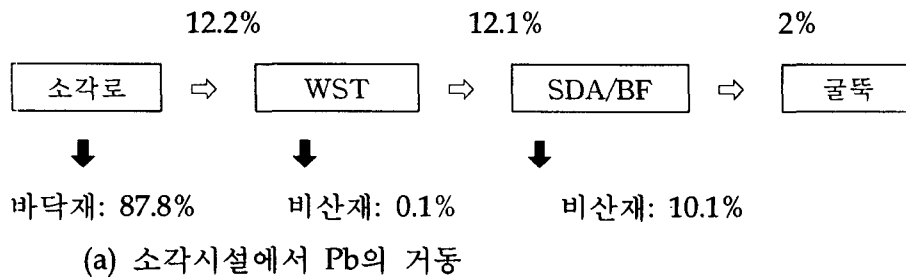 12.2% 12.1% 2%
소각로 ⇨ WST ⇨ SDA/BF ⇨ 굴뚝
바닥재: 87.8% 비산재: 0.1% 비산재: 10.1%
(a) 소각시설에서 Pb의 거동